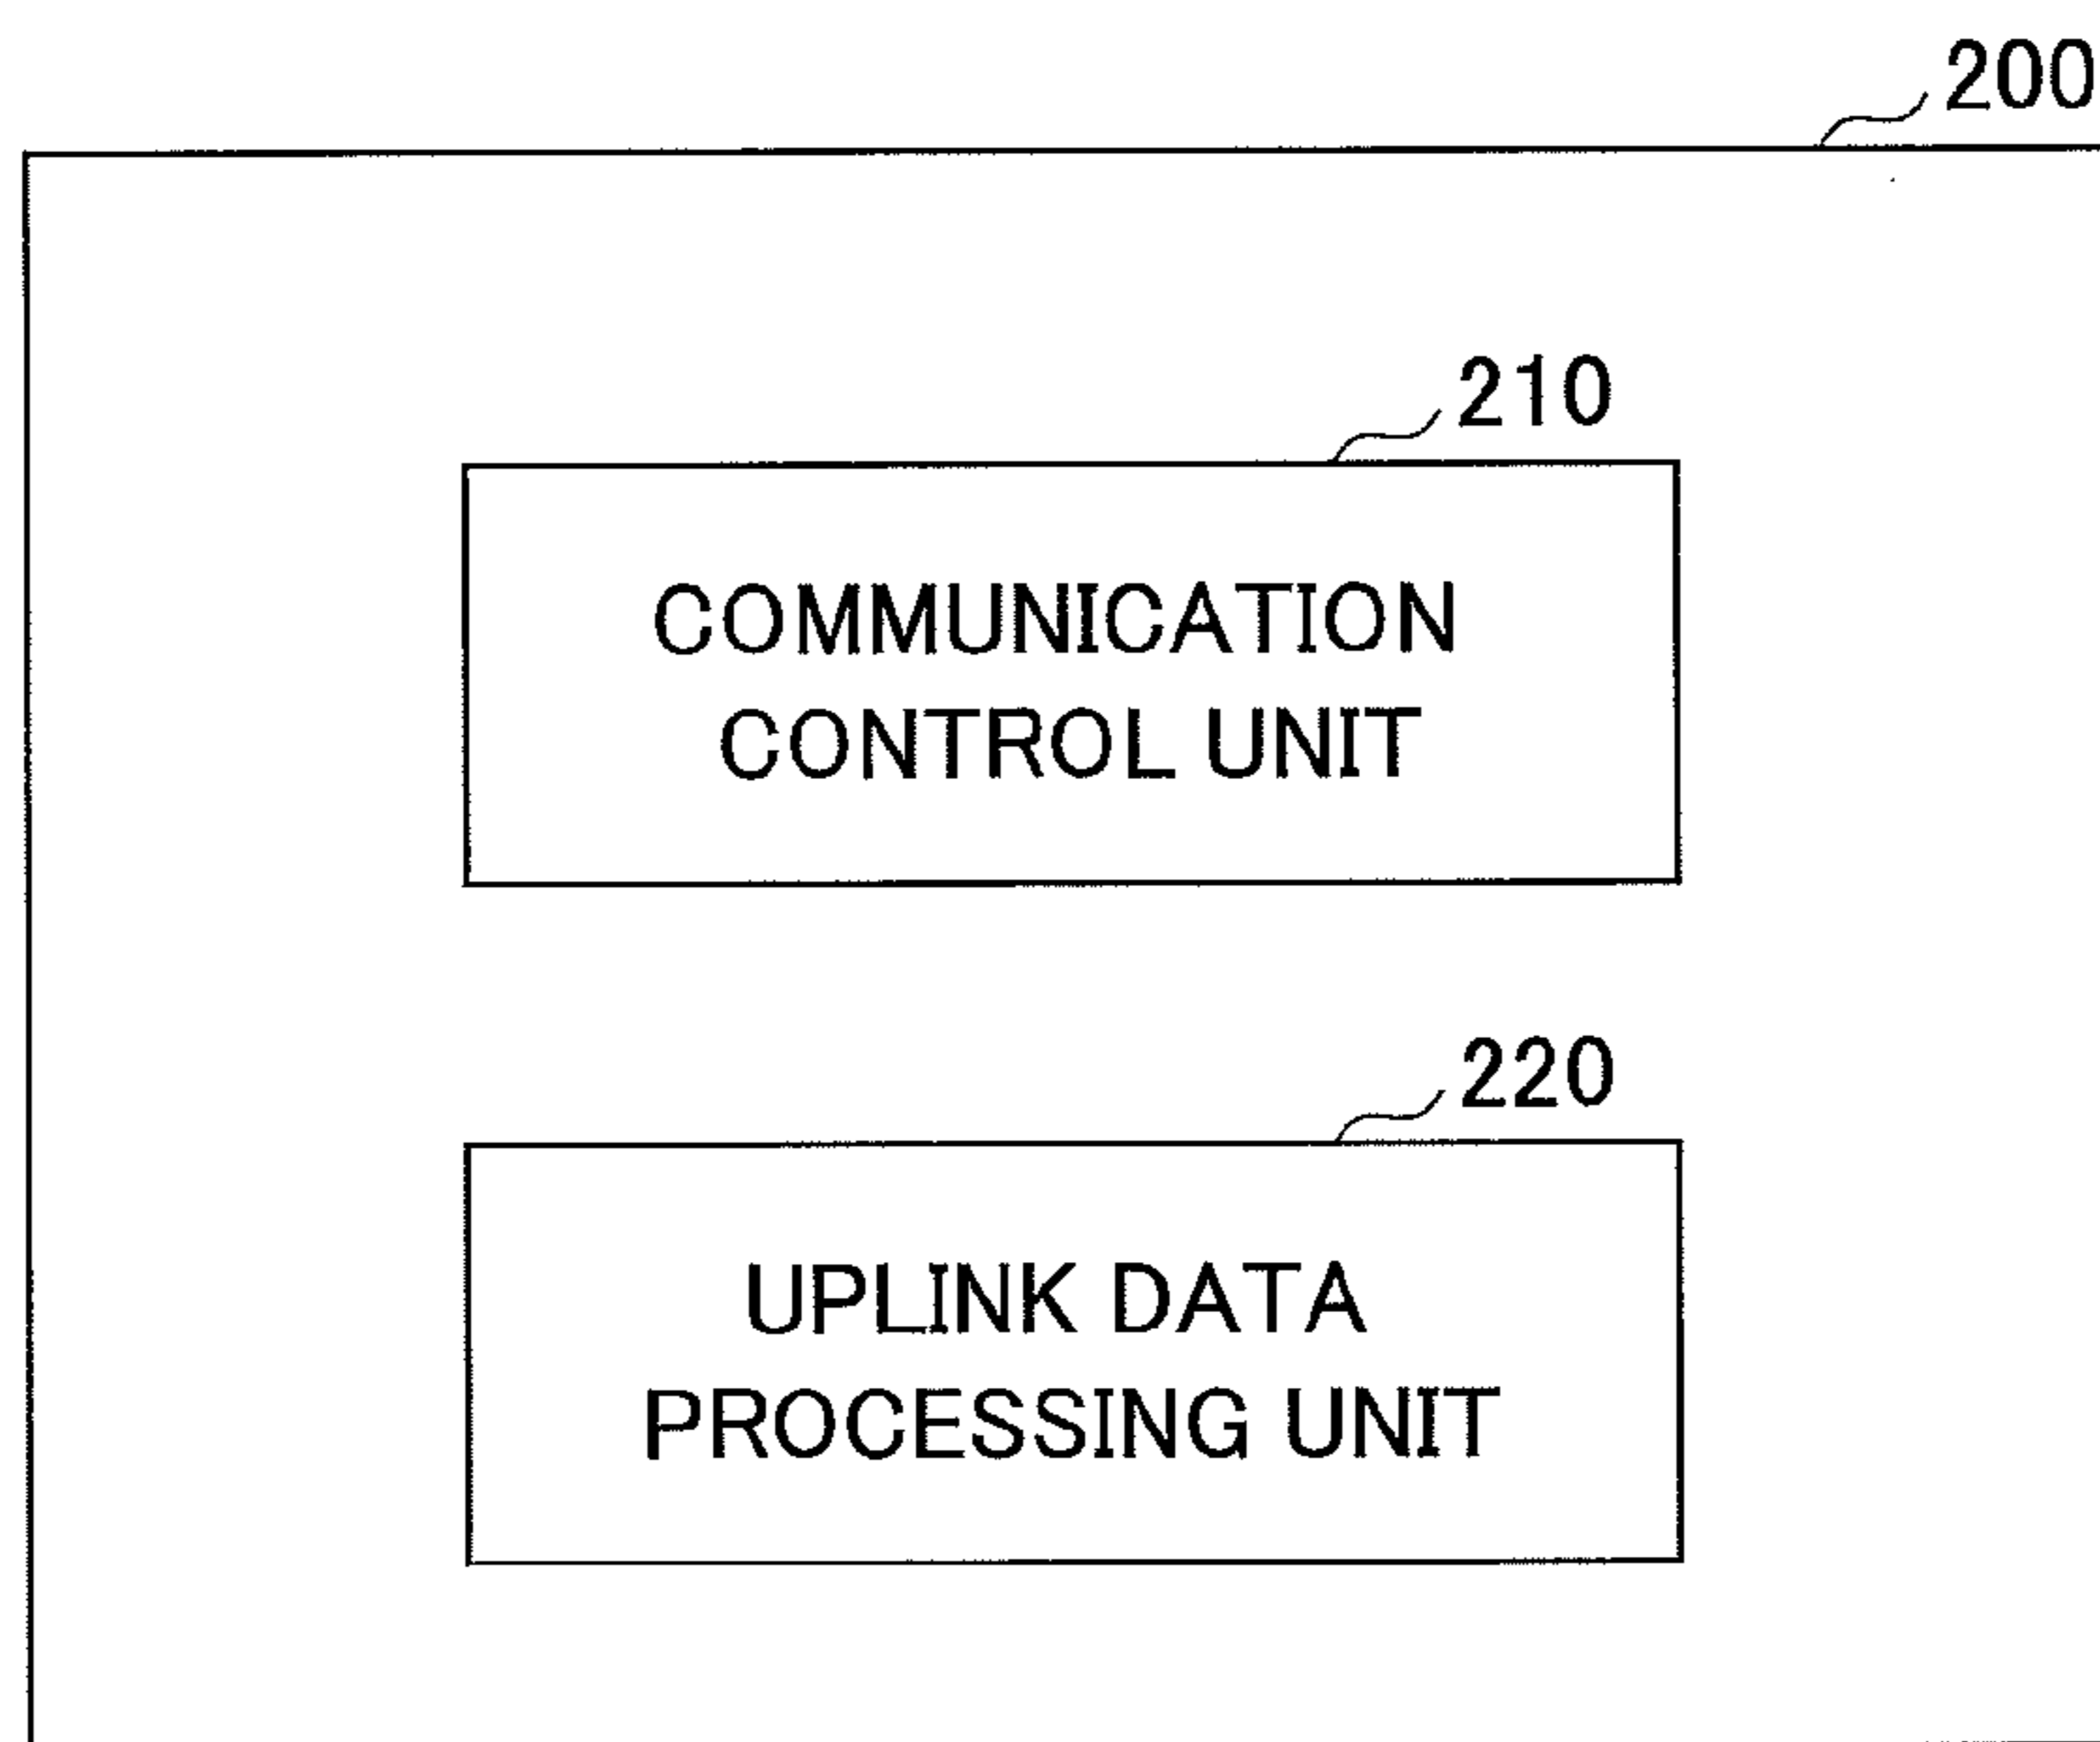 200
210
COMMUNICATION
CONTROL UNIT
220
UPLINK DATA
PROCESSING UNIT